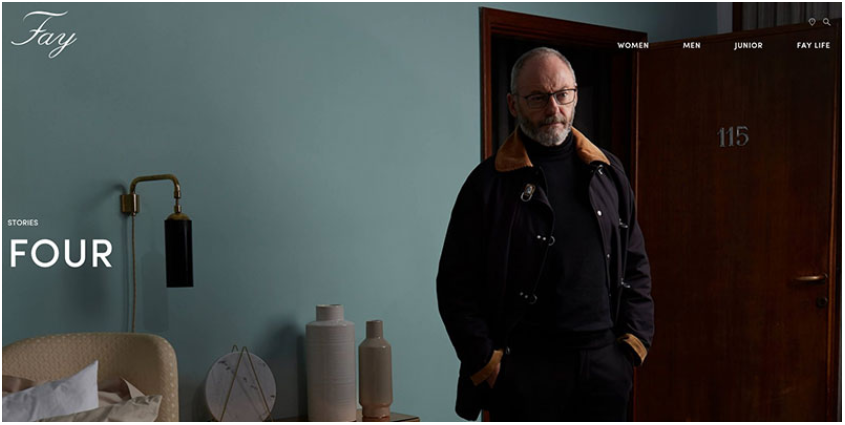 Fay
WOMEN MEN JUNIOR FAY LIFE
115
STORIES
FOUR